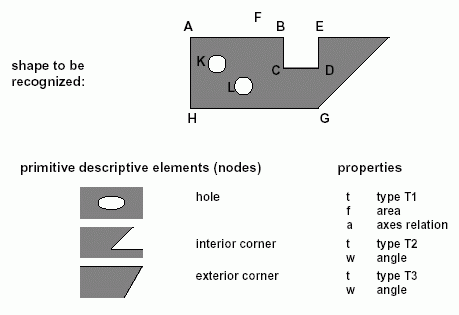 F
A B E
shape to be
recognized:
K
C D
L
H G
primitive descriptive elements (nodes) properties
hole t type T1
f area
a axes relation
interior corner t type T2
w angle
exterior corner t type T3
w angle